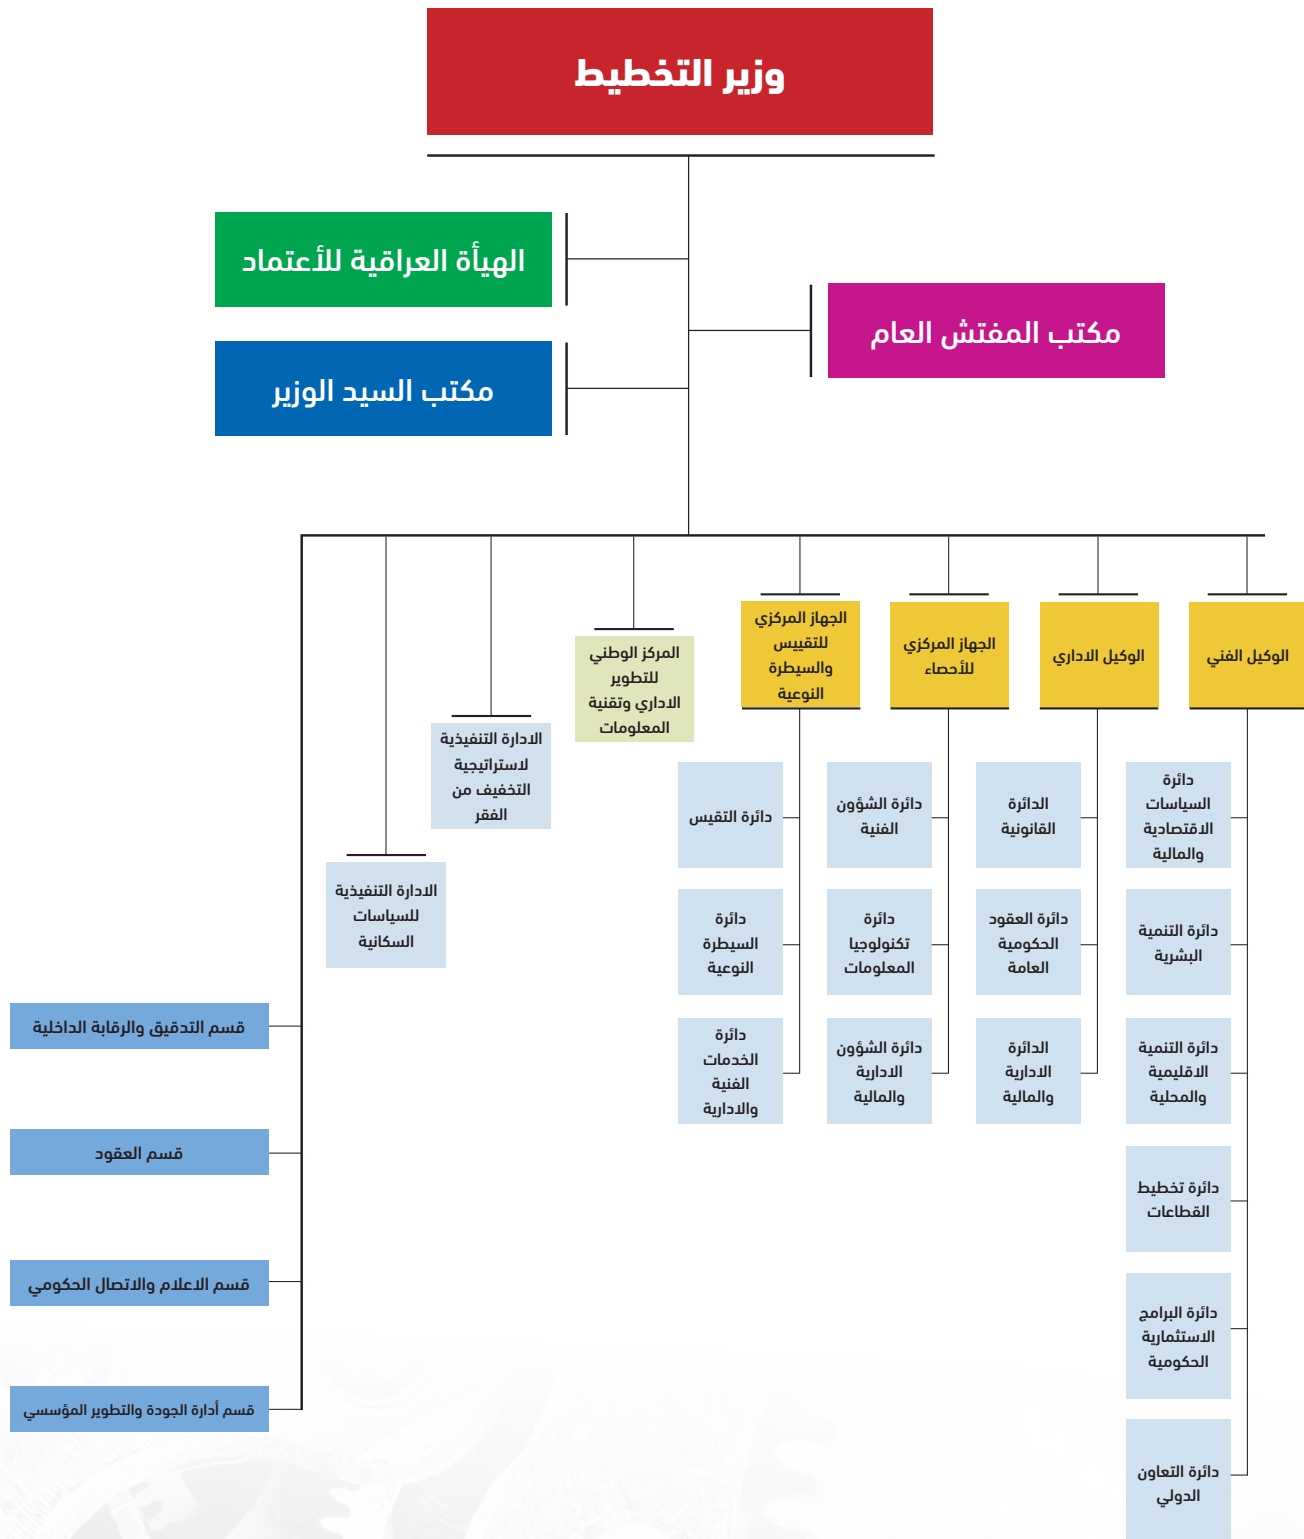 وزير التخطيط
الهيأة العراقية للأعتماد
مكتب المفتش العام
مكتب السيد الوزير
الوكيل الفني
الوكيل الاداري
الجهاز المركزي
للأحصاء
الجهاز المركزي
للتقييس
والسيطرة
النوعية
المركز الوطني
للتطوير
الاداري وتقنية
المعلومات
الادارة التنفيذية
لاستراتيجية
التخفيف من
الفقر
الادارة التنفيذية
للسياسات
السكانية
دائرة
السياسات
الاقتصادية
والمالية
دائرة التنمية
البشرية
دائرة التنمية
الاقليمية
والمحلية
دائرة تخطيط
القطاعات
دائرة البرامج
الاستثمارية
الحكومية
دائرة التعاون
الدولي
الدائرة
القانونية
دائرة العقود
الحكومية
العامة
الدائرة
الادارية
والمالية
دائرة الشؤون
الفنية
دائرة
تكنولوجيا
المعلومات
دائرة الشؤون
الادارية
والمالية
دائرة التقيس
دائرة
السيطرة
النوعية
دائرة
الخدمات
الفنية
والادارية
قسم التدقيق والرقابة الداخلية
قسم العقود
قسم الاعلام والاتصال الحكومي
قسم أدارة الجودة والتطوير المؤسسي